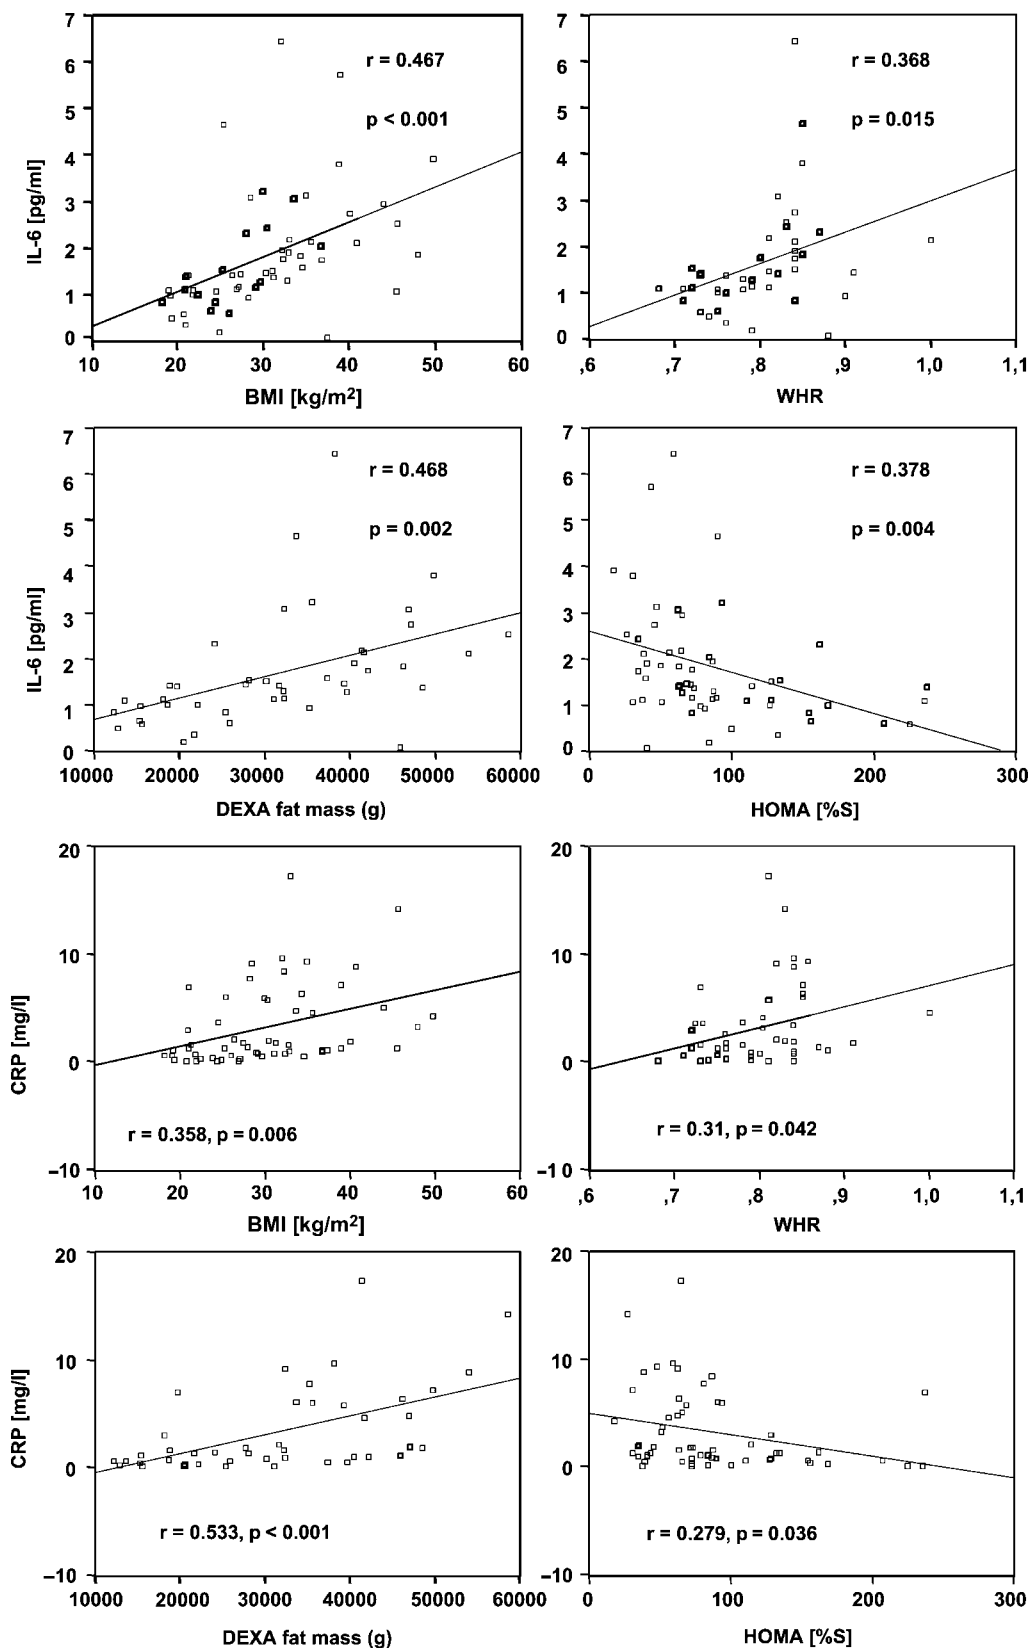 7
6
5
4
3
2
1
0
IL-6 [pg/ml]
r = 0.467
p < 0.001
10 20 30 40 50 60
BMI [kg/m²]
7
6
5
4
3
2
1
0
r = 0.368
p = 0.015
,6 ,7 ,8 ,9 1,0 1,1
WHR
7
6
5
4
3
2
1
0
IL-6 [pg/ml]
r = 0.468
p = 0.002
10000 20000 30000 40000 50000 60000
DEXA fat mass (g)
7
6
5
4
3
2
1
0
r = 0.378
p = 0.004
0 100 200 300
HOMA [%S]
20
10
0
–10
CRP [mg/l]
r = 0.358, p = 0.006
10 20 30 40 50 60
BMI [kg/m²]
20
10
0
–10
r = 0.31, p = 0.042
,6 ,7 ,8 ,9 1,0 1,1
WHR
20
10
0
–10
CRP [mg/l]
r = 0.533, p < 0.001
10000 20000 30000 40000 50000 60000
DEXA fat mass (g)
20
10
0
–10
r = 0.279, p = 0.036
0 100 200 300
HOMA [%S]